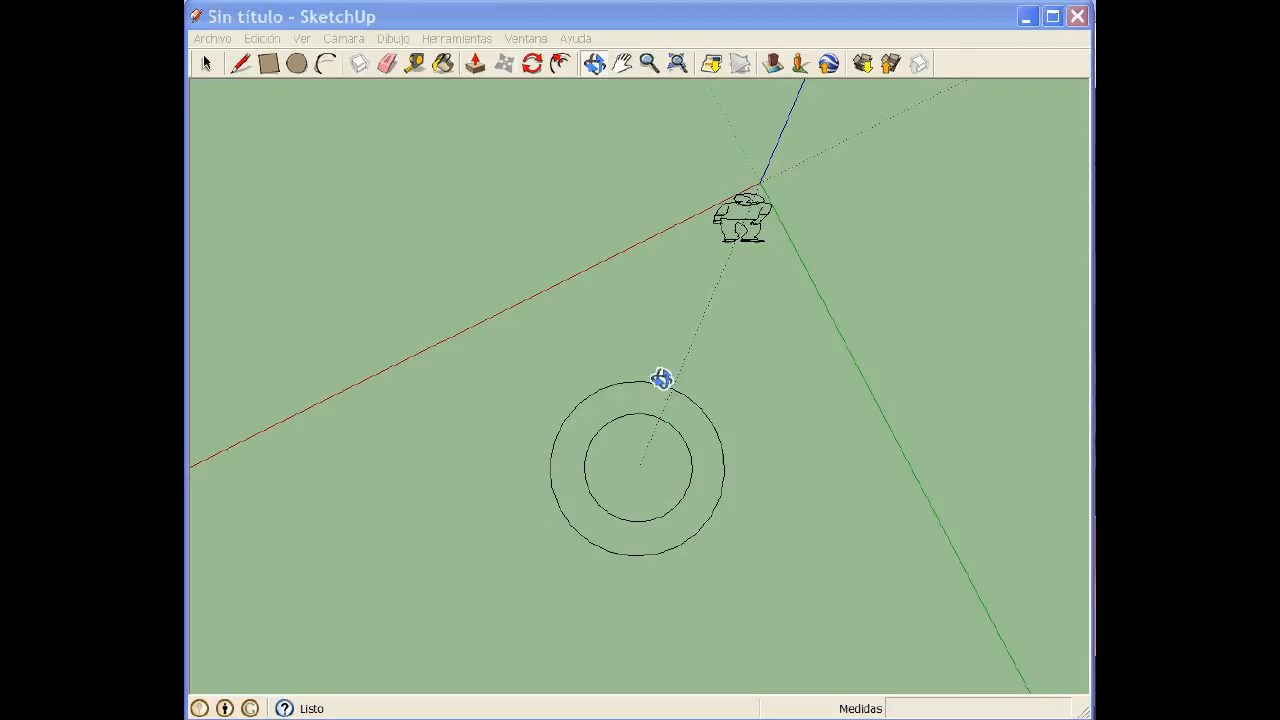 Sin título - SketchUp
Archivo Edición Ver Cámara Dibujo Herramientas Ventana Ayuda
Listo Medidas